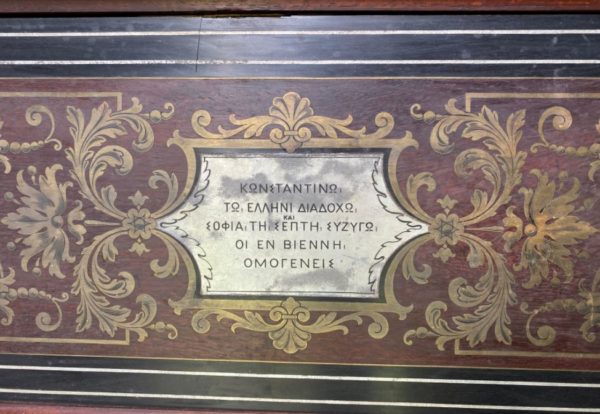 ΚΩΝΣΤΑΝΤΙΝΩ,
ΤΩ, ΕΛΛΗΝΙ ΔΙΑΔΟΧΩ,
ΚΑΙ
ΣΟΦΙΑ, ΤΗ, ΣΕΠΤΗ, ΣΥΖΥΓΩ,
ΟΙ ΕΝ ΒΙΕΝΝΗ,
ΟΜΟΓΕΝΕΙΣ